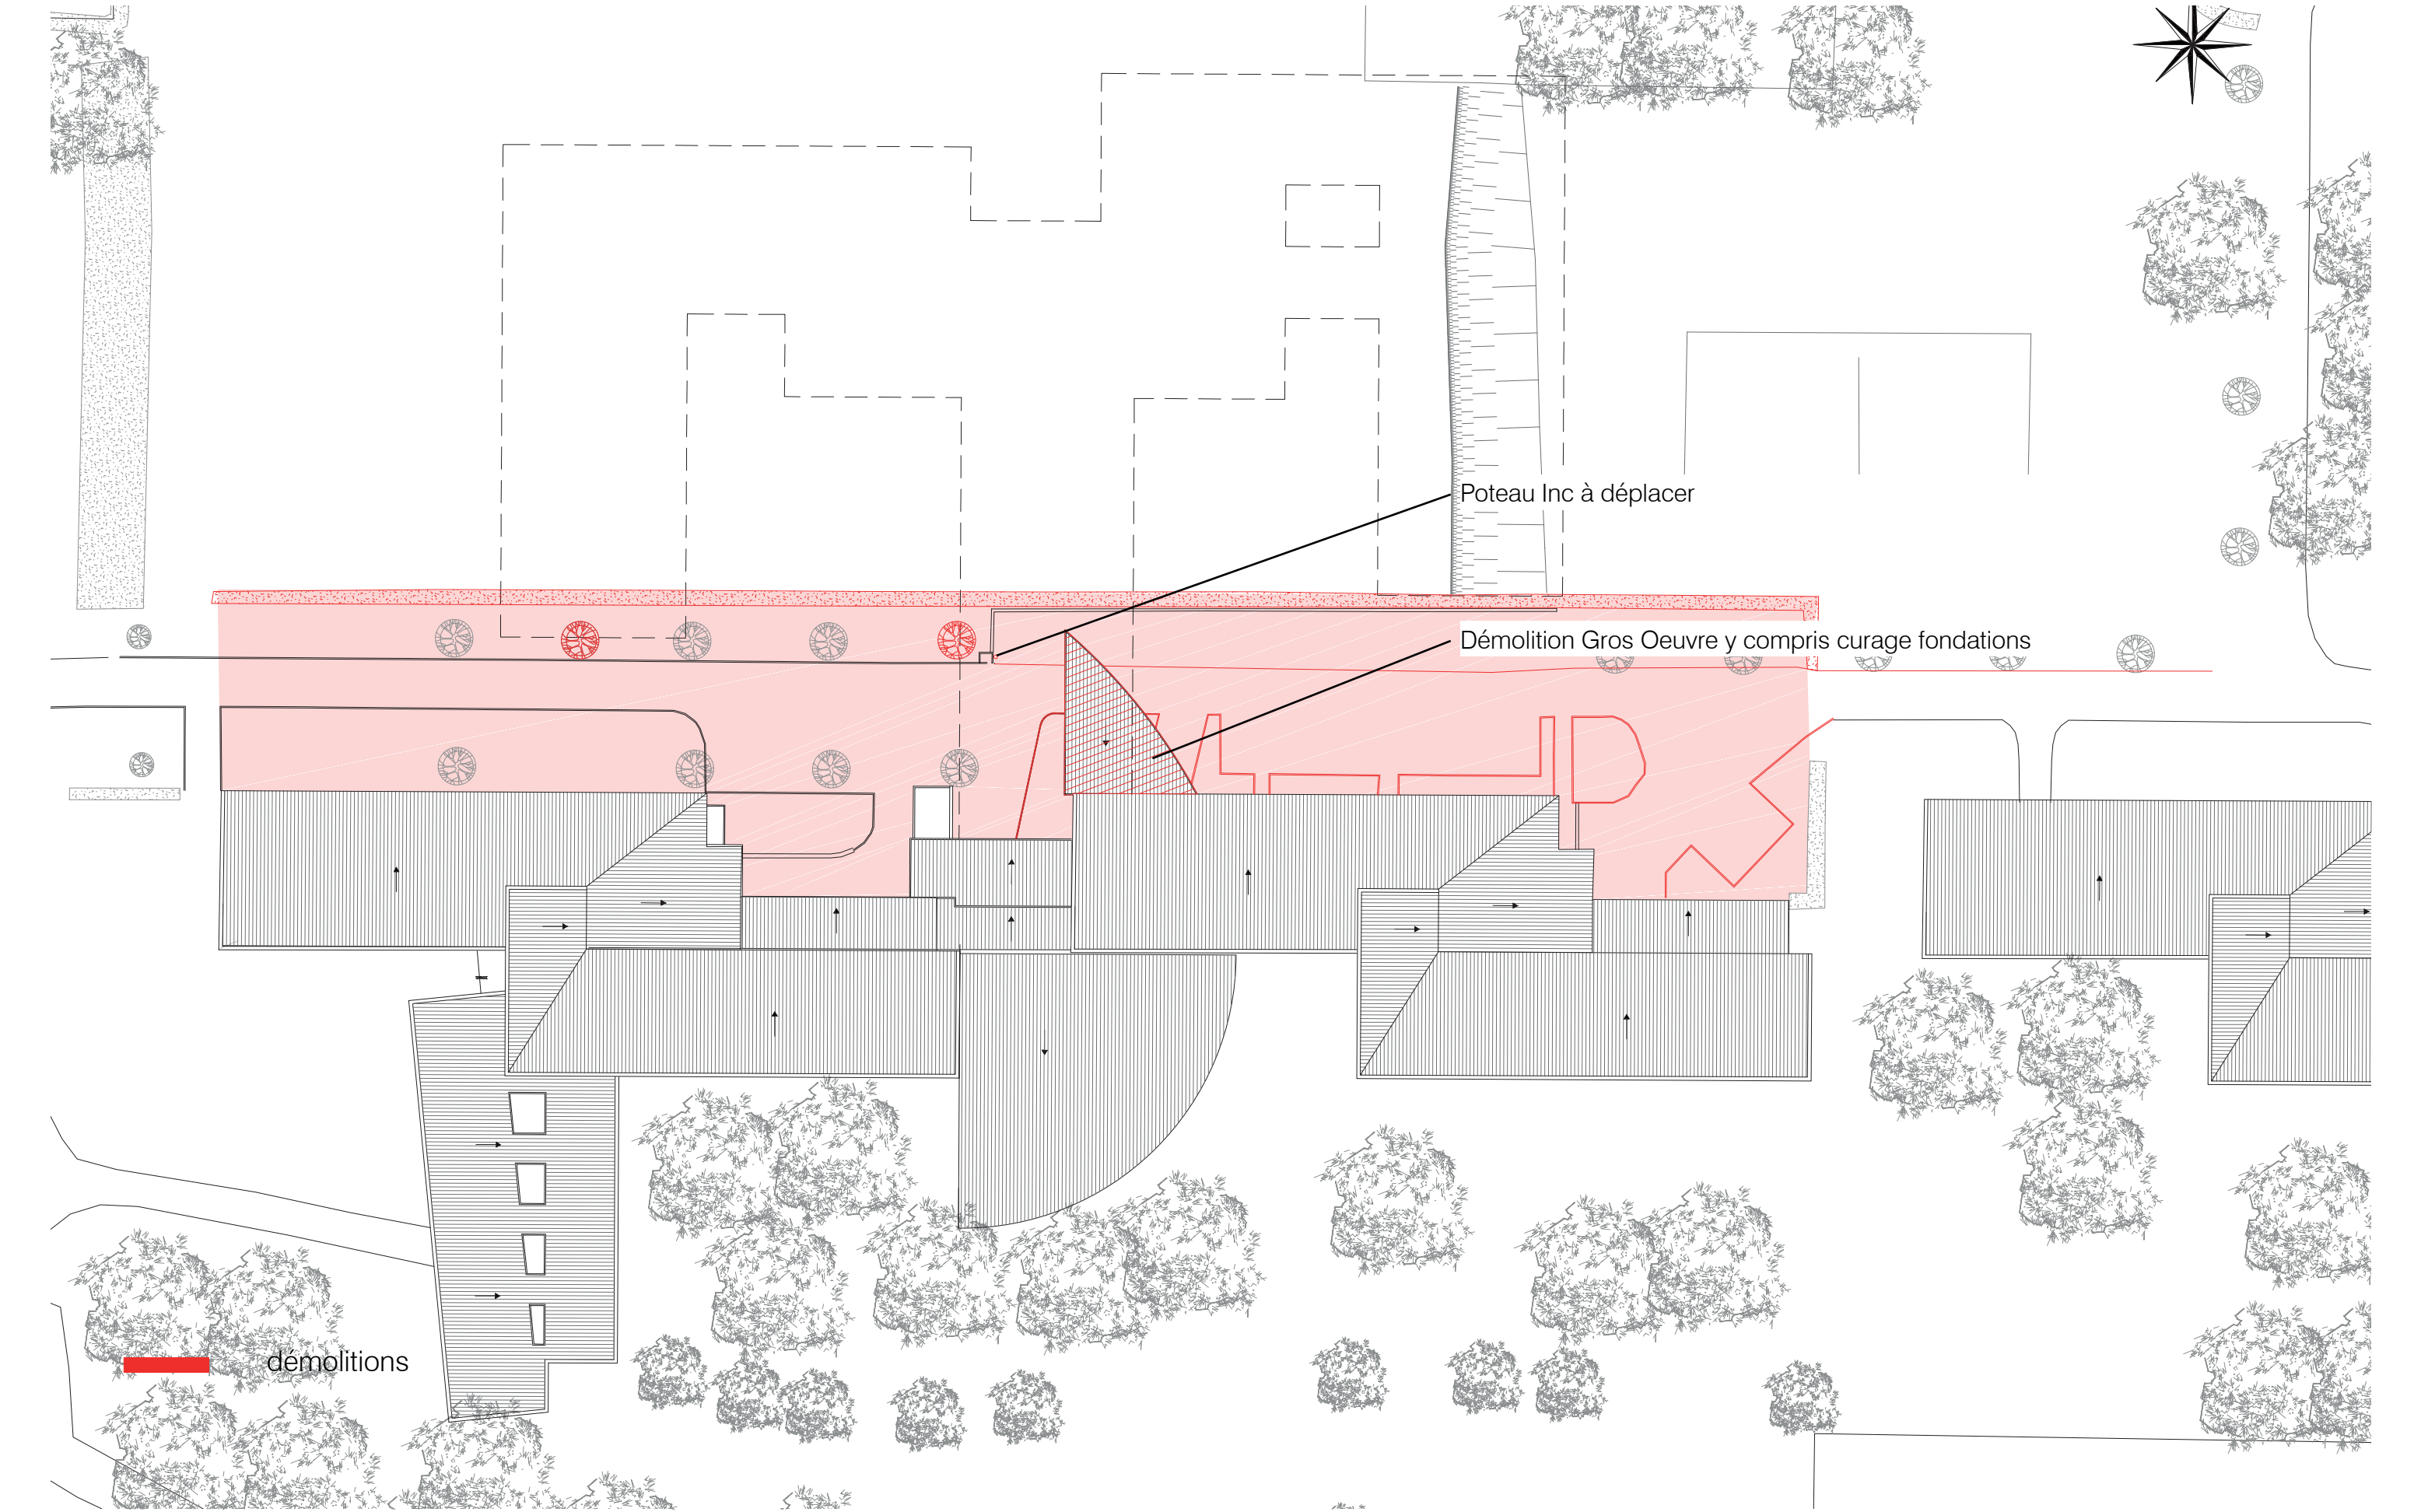 Poteau Inc à déplacer
Démolition Gros Oeuvre y compris curage fondations
démolitions